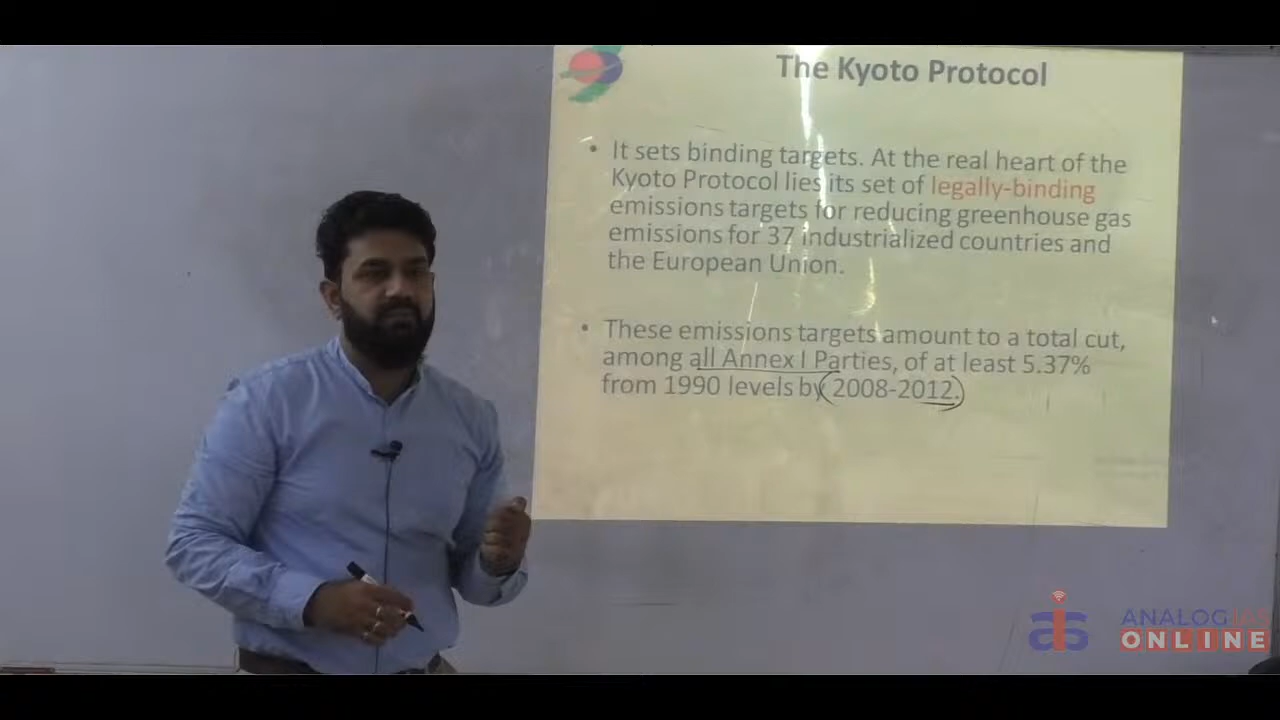 The Kyoto Protocol
• It sets binding targets. At the real heart of the
Kyoto Protocol lies its set of legally-binding
emissions targets for reducing greenhouse gas
emissions for 37 industrialized countries and
the European Union.
• These emissions targets amount to a total cut,
among all Annex I Parties, of at least 5.37%
from 1990 levels by 2008-2012.
ais ANALOG IAS
ONLINE